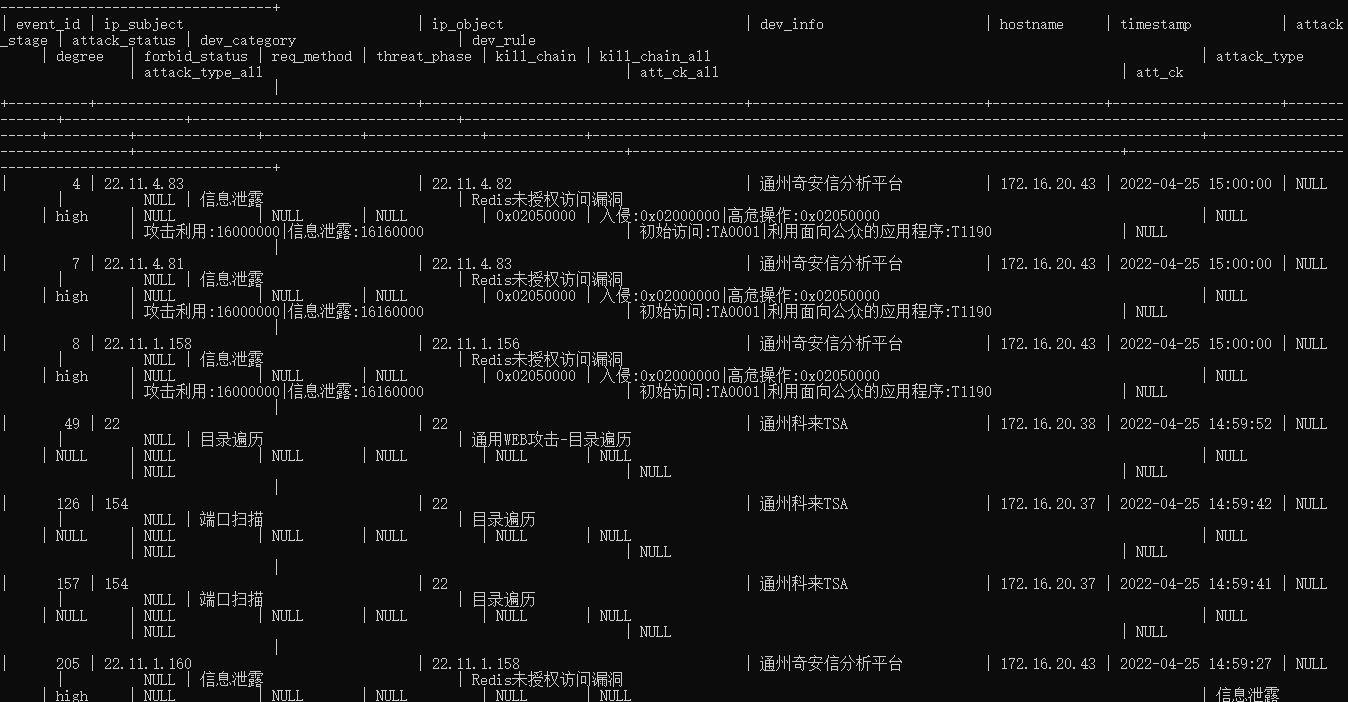 ----------------------------------+
| event_id | ip_subject | ip_object | dev_info | hostname | timestamp | attack
_stage | attack_status | dev_category | dev_rule
| degree | forbid_status | req_method | threat_phase | kill_chain | kill_chain_all | attack_type
| attack_type_all | att_ck_all | att_ck
|
| 4 | 22.11.4.83 | 22.11.4.82 | 通州奇安信分析平台 | 172.16.20.43 | 2022-04-25 15:00:00 | NULL
| NULL | 信息泄露 | Redis未授权访问漏洞
| high | NULL | NULL | NULL | 0x02050000 | 入侵:0x02000000|高危操作:0x02050000 | NULL
| 攻击利用:16000000|信息泄露:16160000 | 初始访问:TA0001|利用面向公众的应用程序:T1190 | NULL
|
| 7 | 22.11.4.81 | 22.11.4.83 | 通州奇安信分析平台 | 172.16.20.43 | 2022-04-25 15:00:00 | NULL
| NULL | 信息泄露 | Redis未授权访问漏洞
| high | NULL | NULL | NULL | 0x02050000 | 入侵:0x02000000|高危操作:0x02050000 | NULL
| 攻击利用:16000000|信息泄露:16160000 | 初始访问:TA0001|利用面向公众的应用程序:T1190 | NULL
|
| 8 | 22.11.1.158 | 22.11.1.156 | 通州奇安信分析平台 | 172.16.20.43 | 2022-04-25 15:00:00 | NULL
| NULL | 信息泄露 | Redis未授权访问漏洞
| high | NULL | NULL | NULL | 0x02050000 | 入侵:0x02000000|高危操作:0x02050000 | NULL
| 攻击利用:16000000|信息泄露:16160000 | 初始访问:TA0001|利用面向公众的应用程序:T1190 | NULL
|
| 49 | 22 | 22 | 通州科来TSA | 172.16.20.38 | 2022-04-25 14:59:52 | NULL
| NULL | 目录遍历 | 通用WEB攻击-目录遍历
| NULL | NULL | NULL | NULL | NULL | NULL | NULL
| NULL | NULL | NULL
|
| 126 | 154 | 22 | 通州科来TSA | 172.16.20.37 | 2022-04-25 14:59:42 | NULL
| NULL | 端口扫描 | 目录遍历
| NULL | NULL | NULL | NULL | NULL | NULL | NULL
| NULL | NULL | NULL
|
| 157 | 154 | 22 | 通州科来TSA | 172.16.20.37 | 2022-04-25 14:59:41 | NULL
| NULL | 端口扫描 | 目录遍历
| NULL | NULL | NULL | NULL | NULL | NULL | NULL
| NULL | NULL | NULL
|
| 205 | 22.11.1.160 | 22.11.1.158 | 通州奇安信分析平台 | 172.16.20.43 | 2022-04-25 14:59:27 | NULL
| NULL | 信息泄露 | Redis未授权访问漏洞
| high | NULL | NULL | NULL | NULL | NULL | 信息泄露